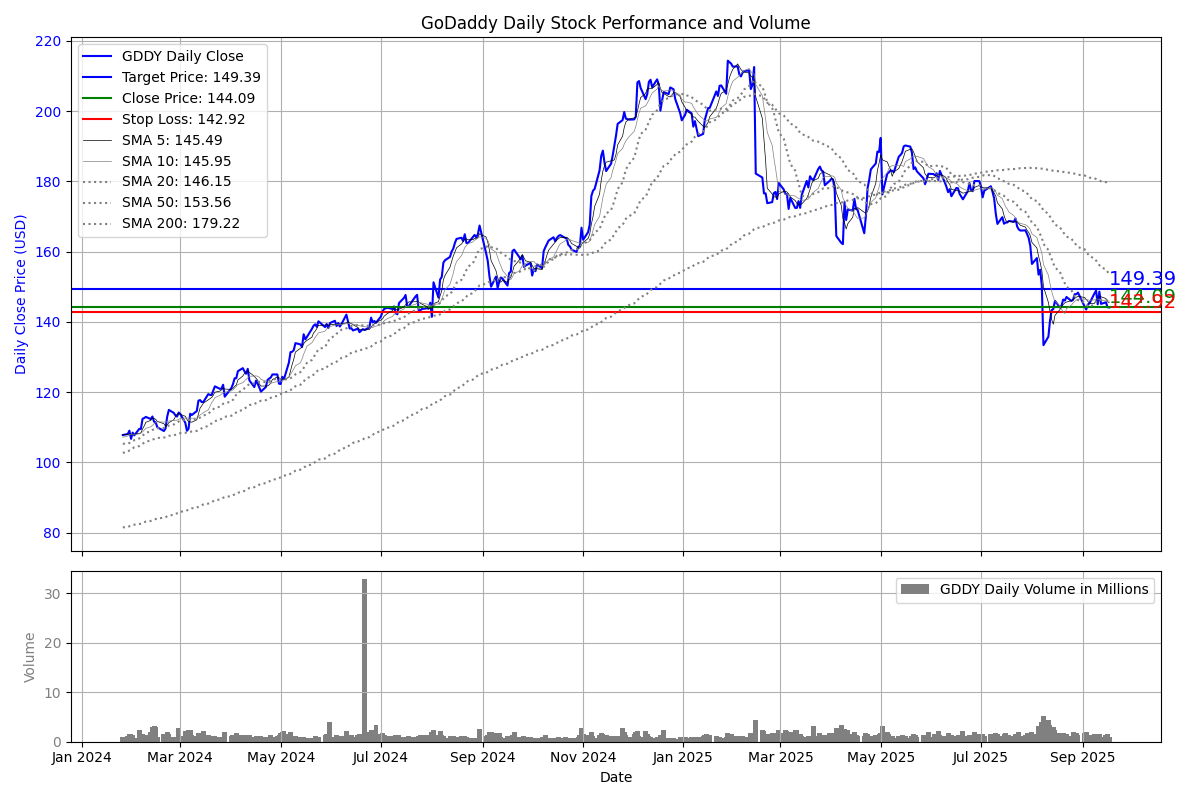 GoDaddy Daily Stock Performance and Volume
Daily Close Price (USD)
220
200
180
160
140
120
100
80
GDDY Daily Close
Target Price: 149.39
Close Price: 144.09
Stop Loss: 142.92
SMA 5: 145.49
SMA 10: 145.95
SMA 20: 146.15
SMA 50: 153.56
SMA 200: 179.22
149.39
144.09
142.92
Volume
30
20
10
0
GDDY Daily Volume in Millions
Jan 2024 Mar 2024 May 2024 Jul 2024 Sep 2024 Nov 2024 Jan 2025 Mar 2025 May 2025 Jul 2025 Sep 2025
Date